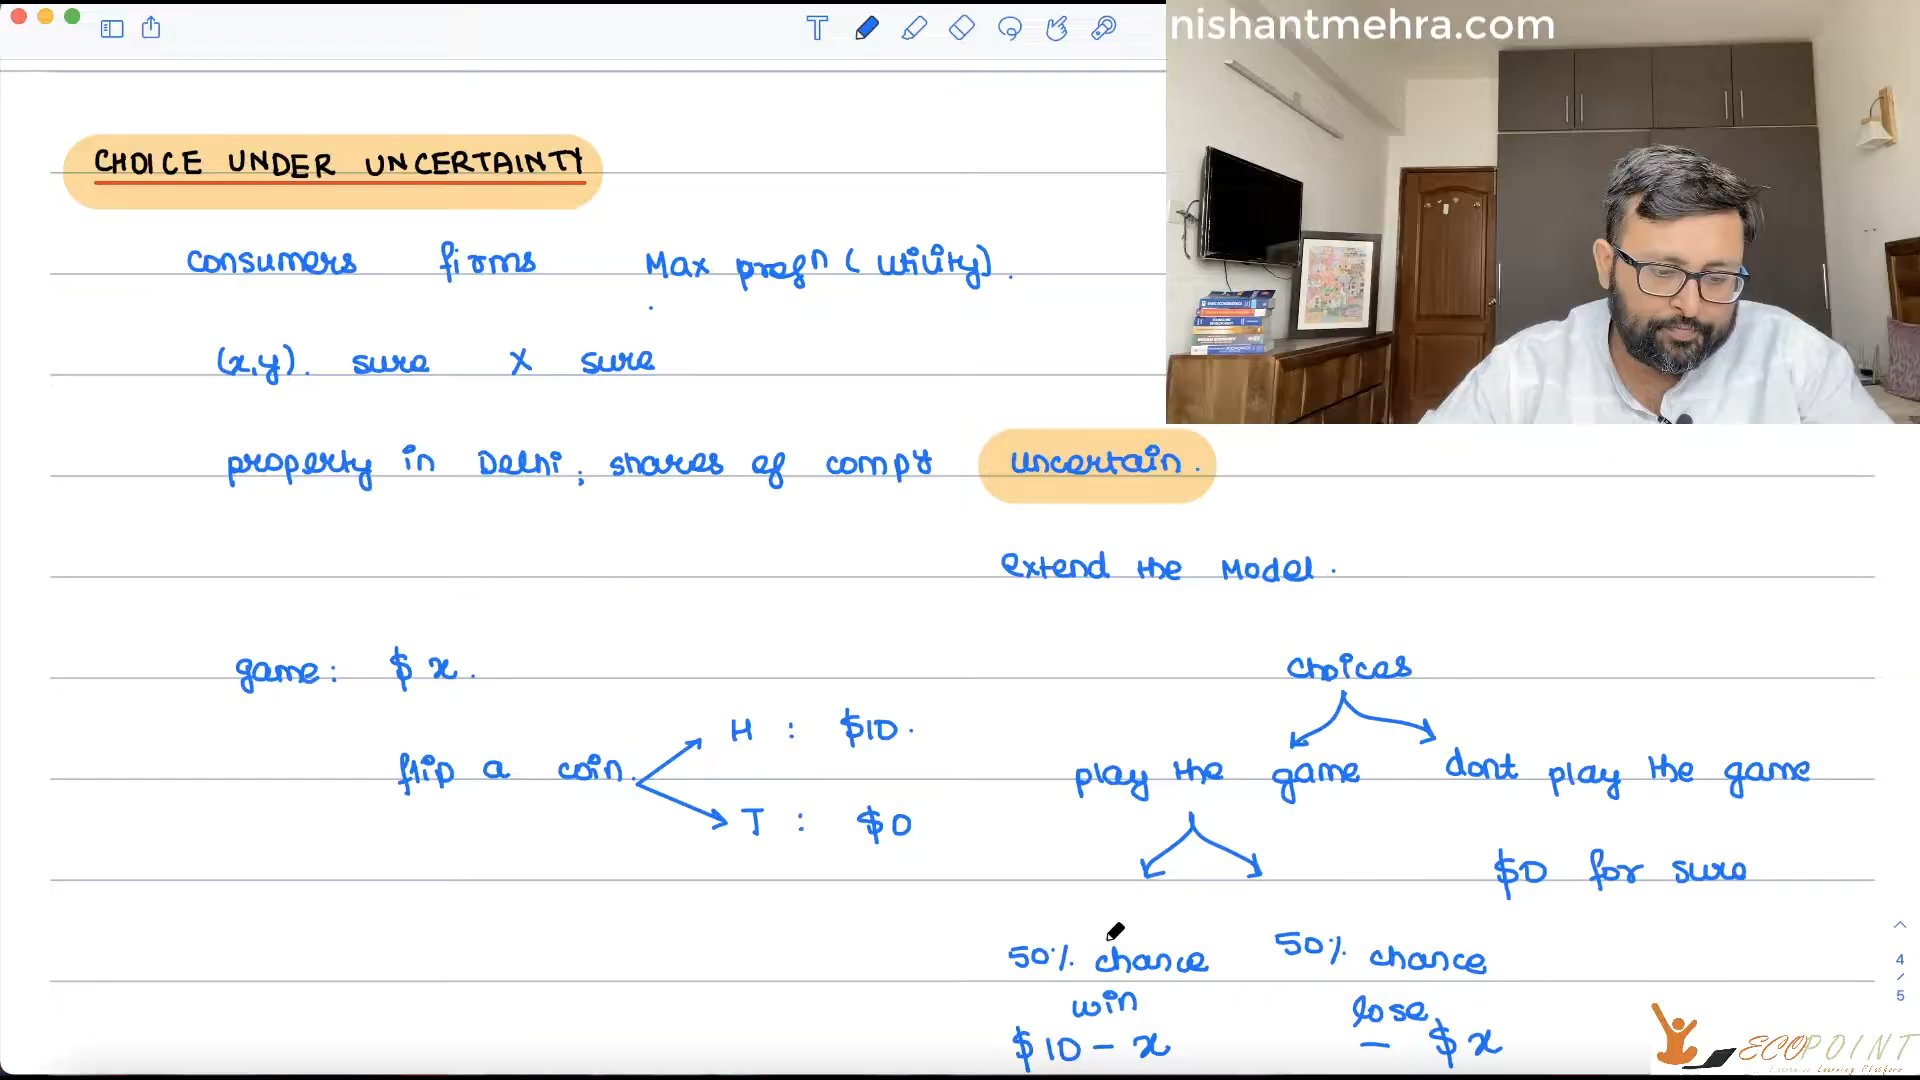 nishantmehra.com
CHOICE UNDER UNCERTAINTY
consumers firms Max prefn (utility).
(x,y). sure X sure
property in Delhi; shares of compy uncertain.
extend the Model.
game: $ x.
choices
H : $10.
flip a coin.
play the game dont play the game
T : $0
$0 for sure
50% chance 50% chance
win lose
$10 - x - $ x
4
/
5
ECOPOINT